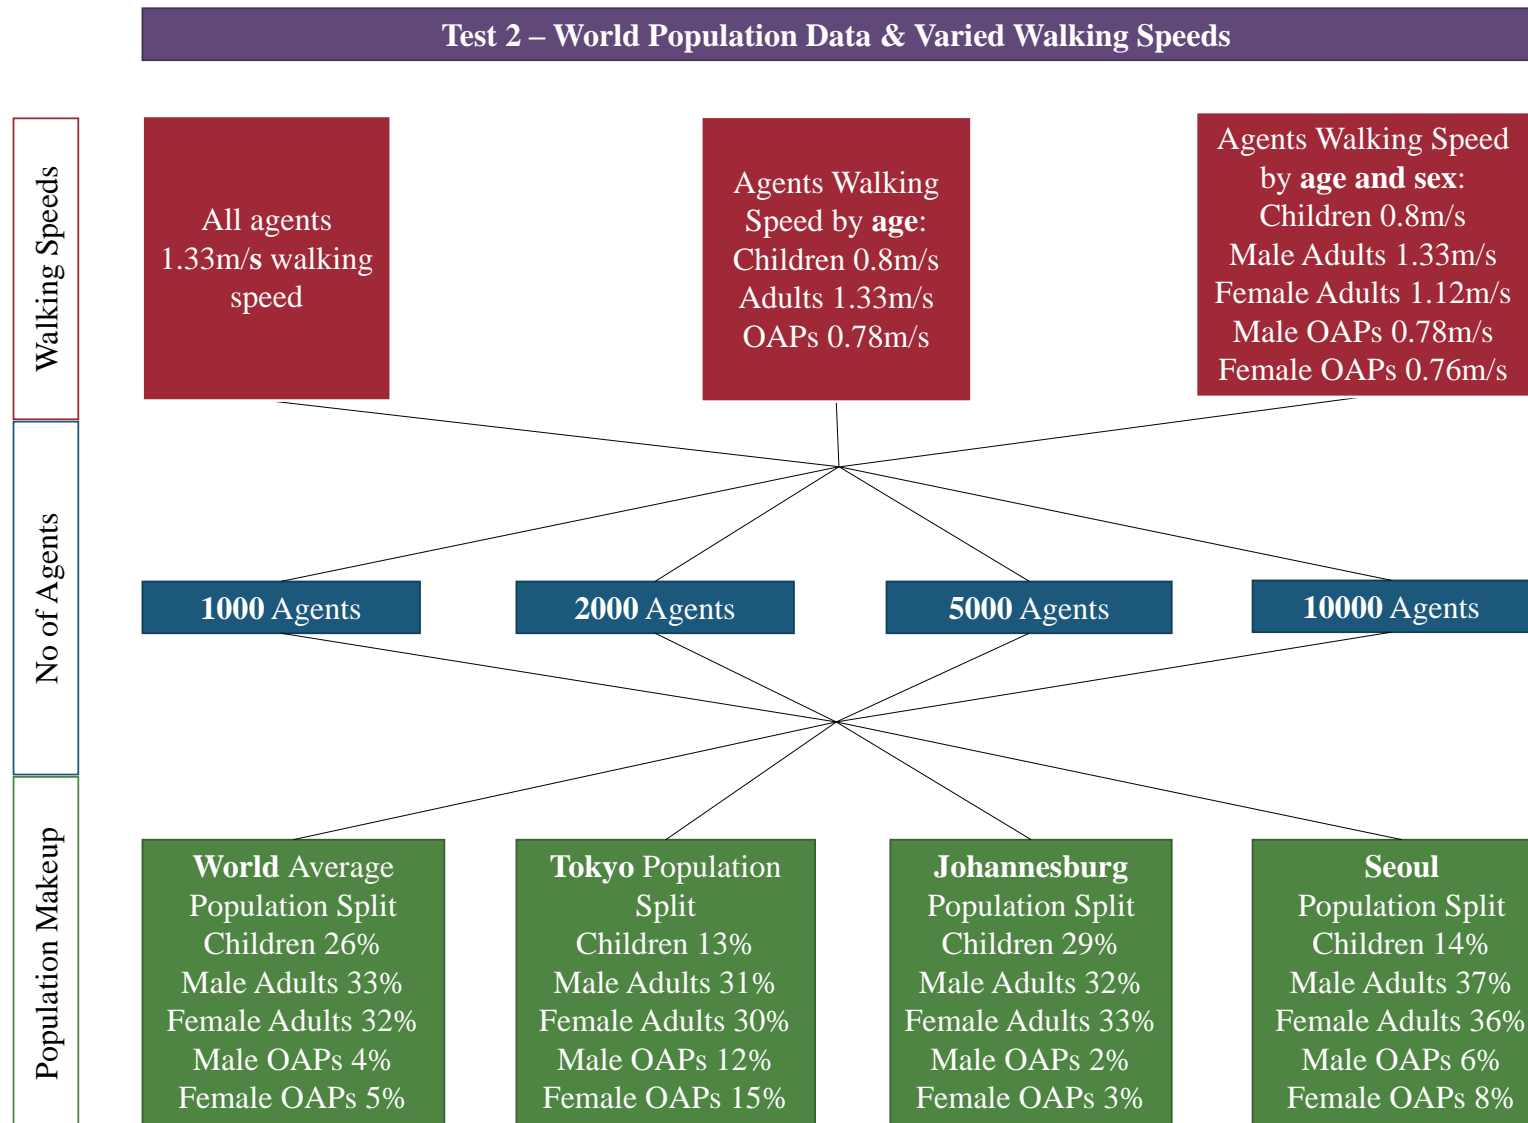 Test 2 – World Population Data & Varied Walking Speeds
Walking Speeds
All agents
1.33m/s walking
speed
Agents Walking
Speed by age:
Children 0.8m/s
Adults 1.33m/s
OAPs 0.78m/s
Agents Walking Speed
by age and sex:
Children 0.8m/s
Male Adults 1.33m/s
Female Adults 1.12m/s
Male OAPs 0.78m/s
Female OAPs 0.76m/s
No of Agents
1000 Agents
2000 Agents
5000 Agents
10000 Agents
Population Makeup
World Average
Population Split
Children 26%
Male Adults 33%
Female Adults 32%
Male OAPs 4%
Female OAPs 5%
Tokyo Population
Split
Children 13%
Male Adults 31%
Female Adults 30%
Male OAPs 12%
Female OAPs 15%
Johannesburg
Population Split
Children 29%
Male Adults 32%
Female Adults 33%
Male OAPs 2%
Female OAPs 3%
Seoul
Population Split
Children 14%
Male Adults 37%
Female Adults 36%
Male OAPs 6%
Female OAPs 8%